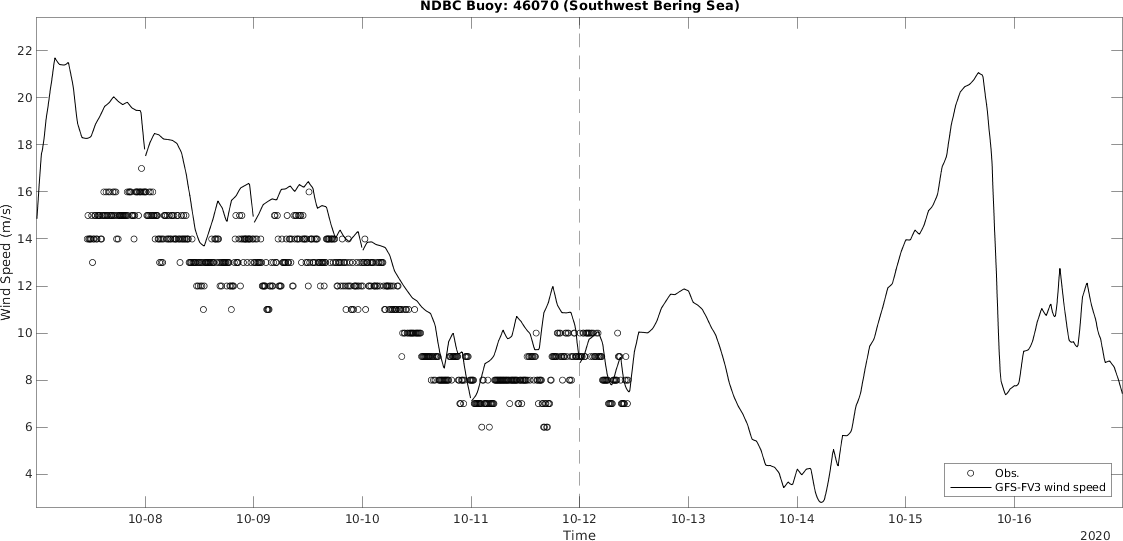 NDBC Buoy: 46070 (Southwest Bering Sea)
22
20
18
16
14
12
10
8
6
4
Wind Speed (m/s)
Obs.
GFS-FV3 wind speed
10-08 10-09 10-10 10-11 10-12 10-13 10-14 10-15 10-16
Time
2020